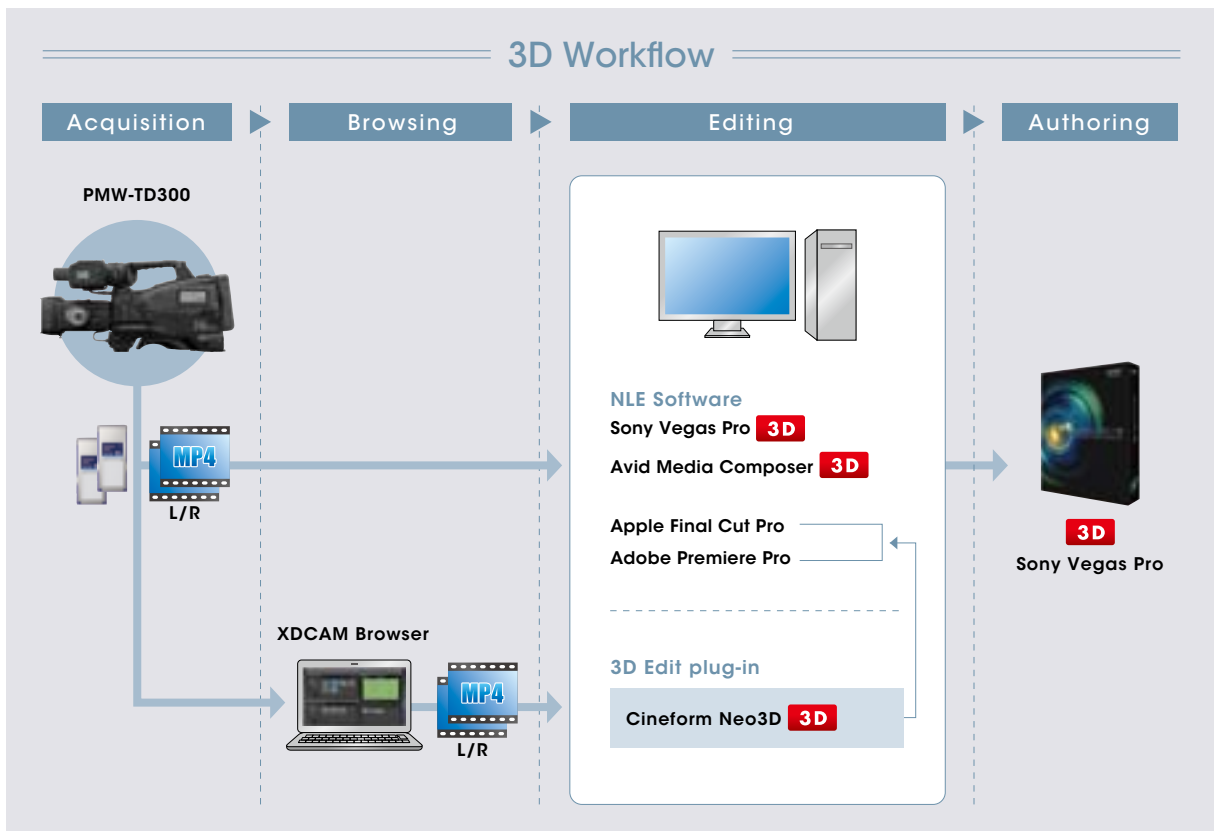 3D Workflow
Acquisition
Browsing
Editing
Authoring
PMW-TD300
MP4
L/R
XDCAM Browser
MP4
L/R
NLE Software
Sony Vegas Pro 3D
Avid Media Composer 3D
Apple Final Cut Pro
Adobe Premiere Pro
3D Edit plug-in
Cineform Neo3D 3D
3D
Sony Vegas Pro